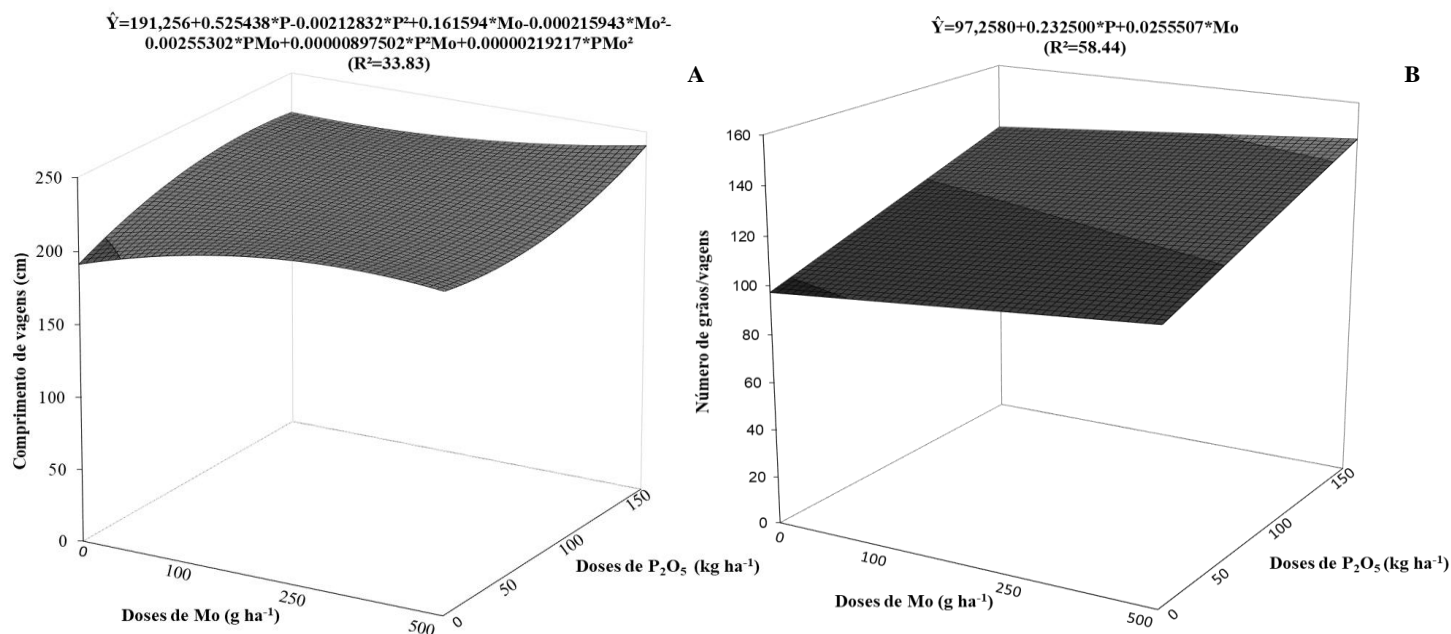 Ŷ=191,256+0.525438*P-0.00212832*P²+0.161594*Mo-0.000215943*Mo²-
0.00255302*PMo+0.00000897502*P²Mo+0.00000219217*PMo²
(R²=33.83)
A
250
200
150
100
50
0
Comprimento de vagens (cm)
0
100
250
500
Doses de Mo (g ha⁻¹)
0
50
100
150
Doses de P₂O₅ (kg ha⁻¹)
Ŷ=97,2580+0.232500*P+0.0255507*Mo
(R²=58.44)
B
160
140
120
100
80
60
40
20
0
Número de grãos/vagens
0
100
250
500
Doses de Mo (g ha⁻¹)
0
50
100
150
Doses de P₂O₅ (kg ha⁻¹)